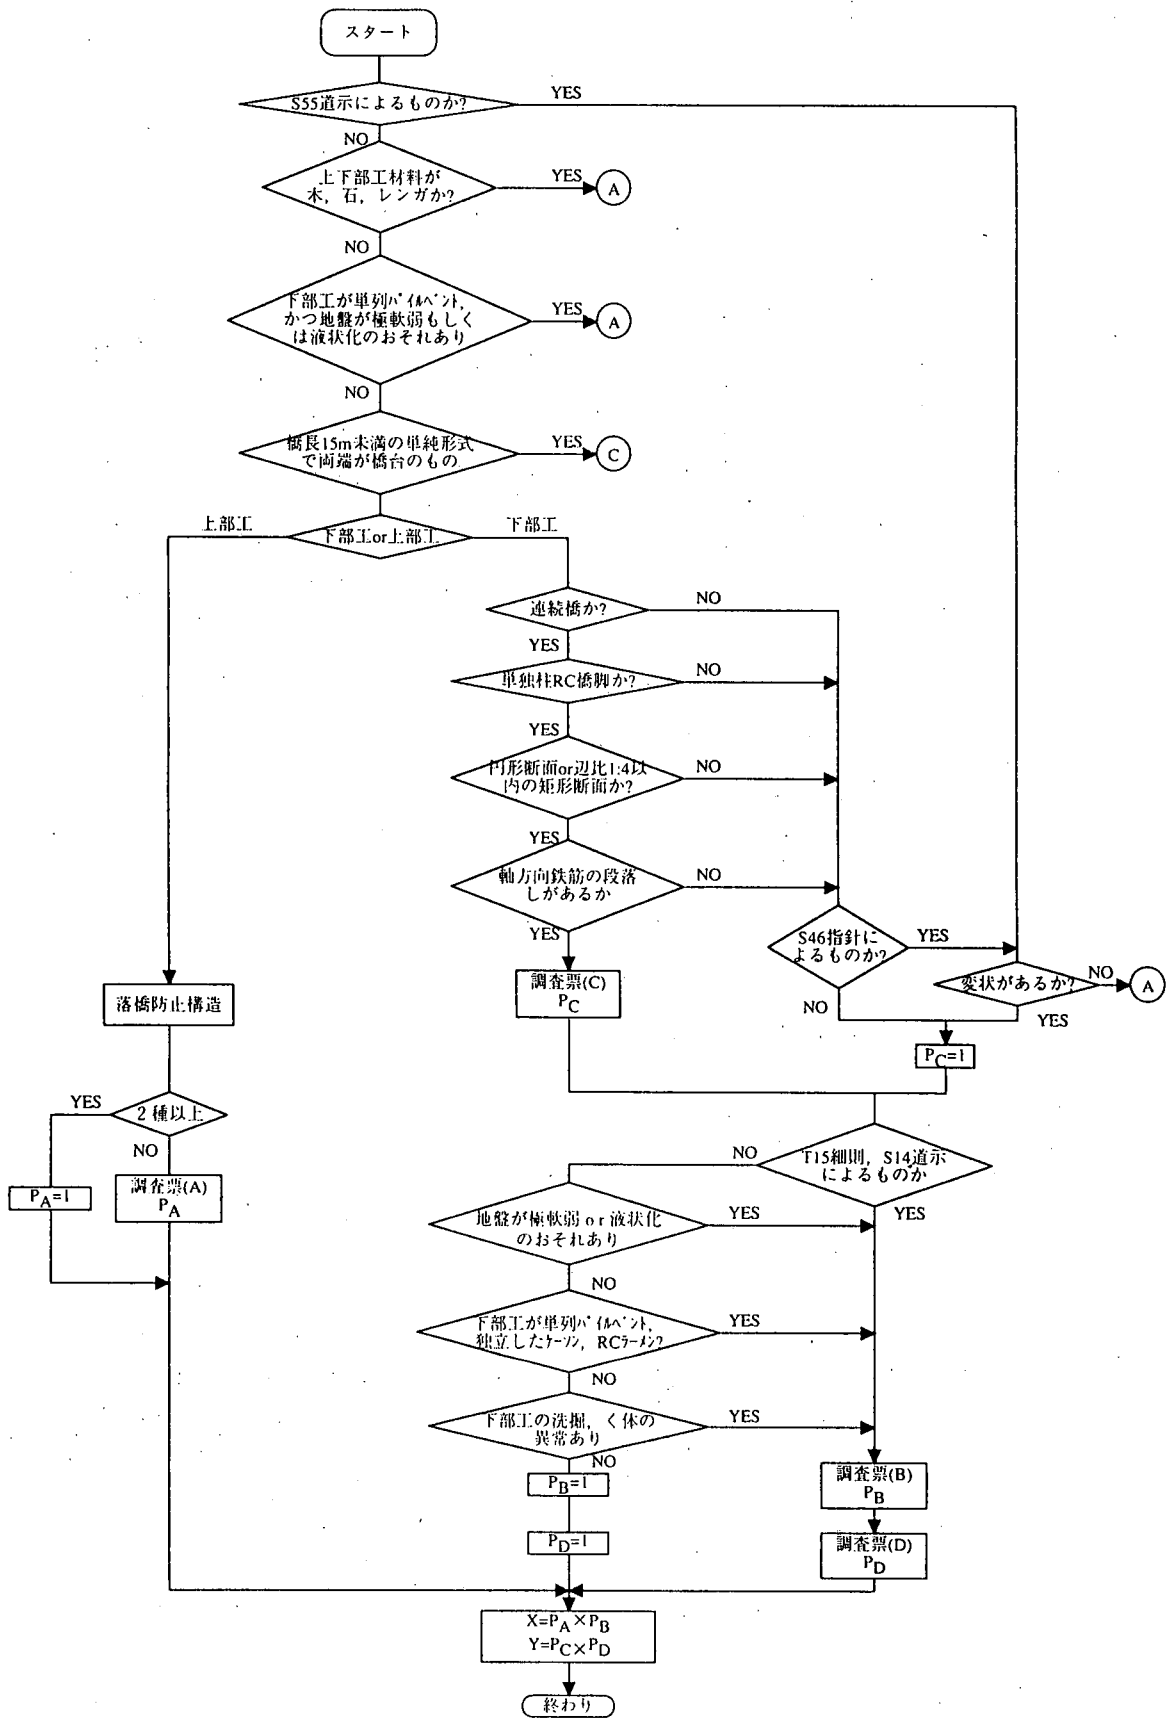 スタート
S55道示によるものか?
YES
NO
上下部工材料が
木,石,レンガか?
YES
A
NO
下部工が単列パイルベント,
かつ地盤が極軟弱もしく
は液状化のおそれあり
YES
A
NO
橋長15m未満の単純形式
で両端が橋台のもの
YES
C
上部工
下部工or上部工
下部工
連続橋か?
NO
YES
単独柱RC橋脚か?
NO
YES
円形断面or辺比1:4以
内の矩形断面か?
NO
YES
軸方向鉄筋の段落
しがあるか
NO
YES
S46指針に
よるものか?
YES
NO
変状があるか?
NO
A
YES
落橋防止構造
調査票(C)
PC
PC=1
YES
2種以上
NO
PA=1
調査票(A)
PA
NO
T15細則,S14道示
によるものか
YES
地盤が極軟弱or液状化
のおそれあり
YES
NO
下部工が単列パイルベント,
独立したケーソン,RCラーメン?
YES
NO
下部工の洗掘,く体の
異常あり
YES
NO
PB=1
調査票(B)
PB
PD=1
調査票(D)
PD
X=PA×PB
Y=PC×PD
終わり